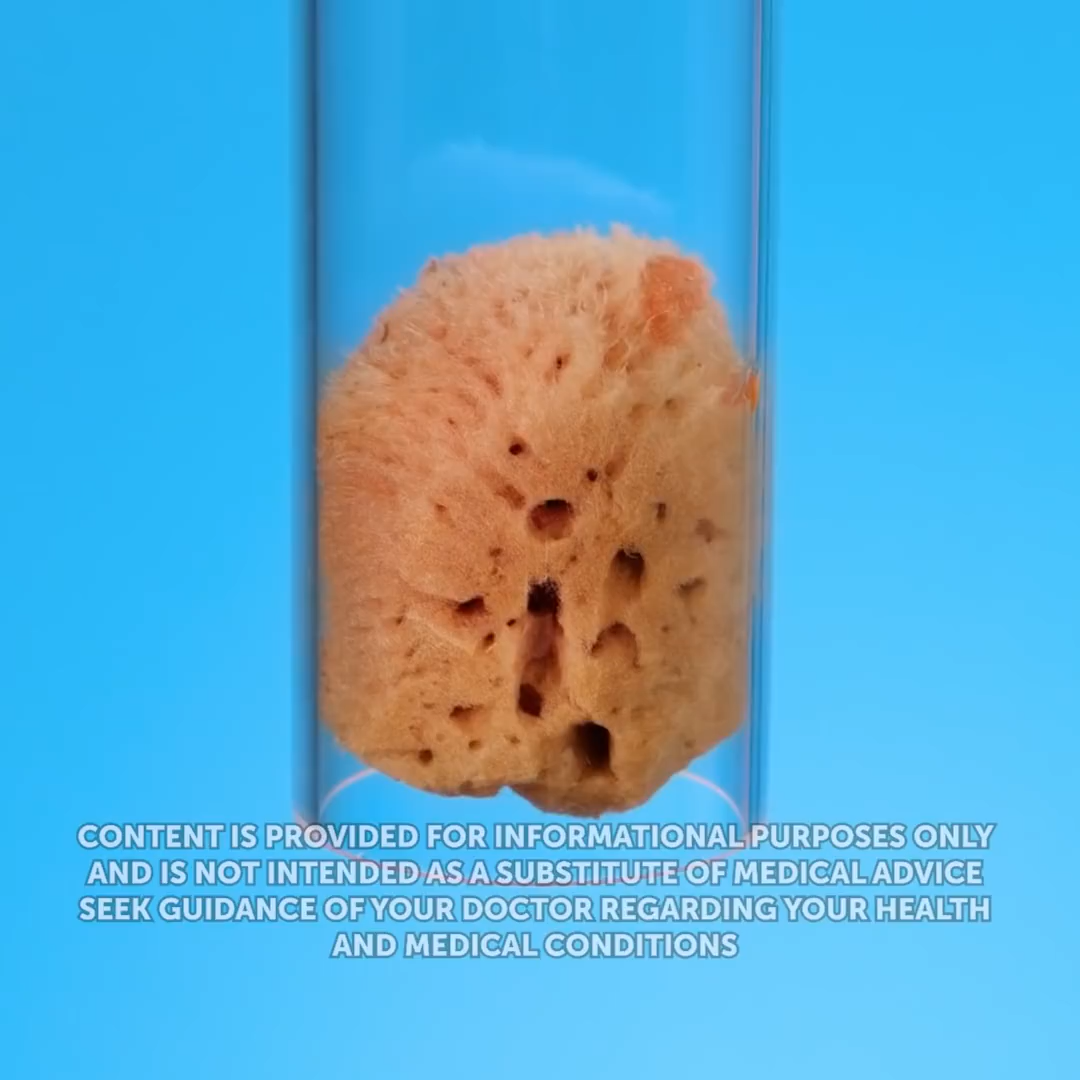 CONTENT IS PROVIDED FOR INFORMATIONAL PURPOSES ONLY
AND IS NOT INTENDED AS A SUBSTITUTE OF MEDICAL ADVICE
SEEK GUIDANCE OF YOUR DOCTOR REGARDING YOUR HEALTH
AND MEDICAL CONDITIONS